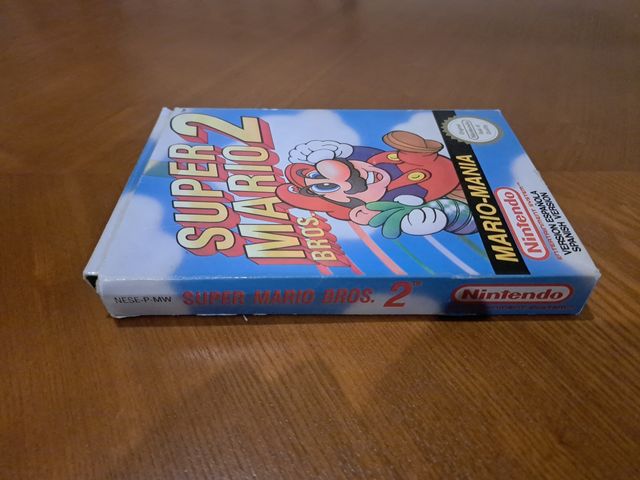 SUPER
MARIO 2
BROS.
MARIO-MANIA
Nintendo
VERSION ESPAÑOLA
SPANISH VERSION
NESE-P-MW
SUPER MARIO BROS. 2
Nintendo